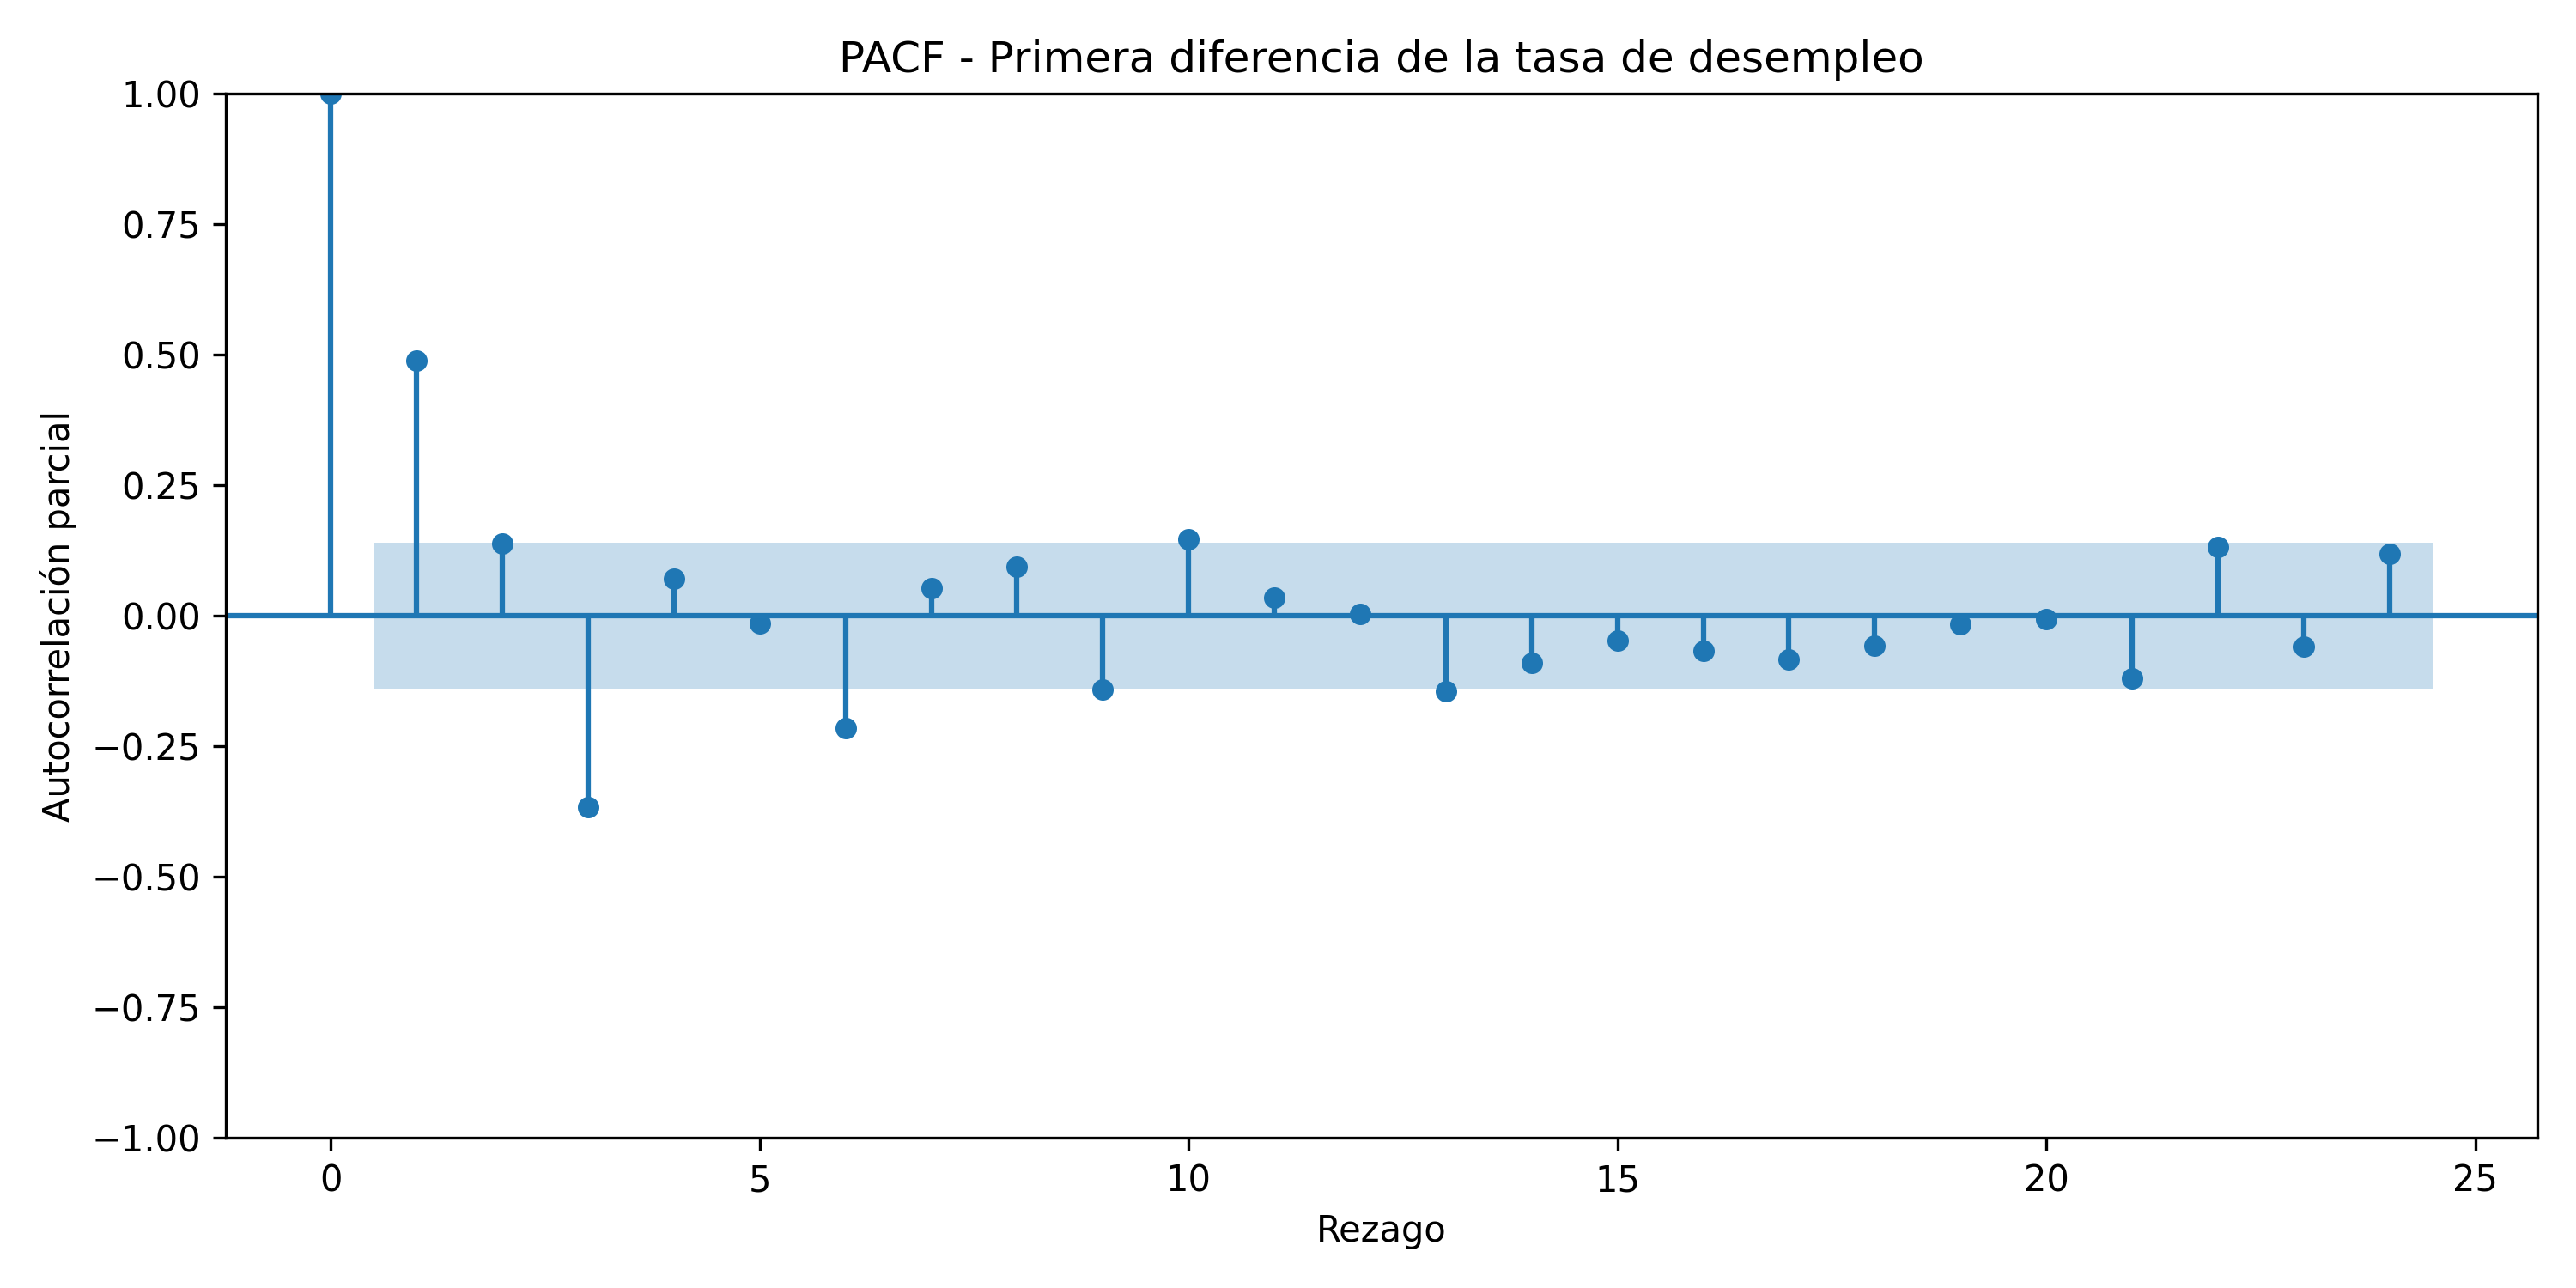 PACF - Primera diferencia de la tasa de desempleo
1.00
0.75
0.50
0.25
0.00
−0.25
−0.50
−0.75
−1.00
Autocorrelación parcial
0 5 10 15 20 25
Rezago